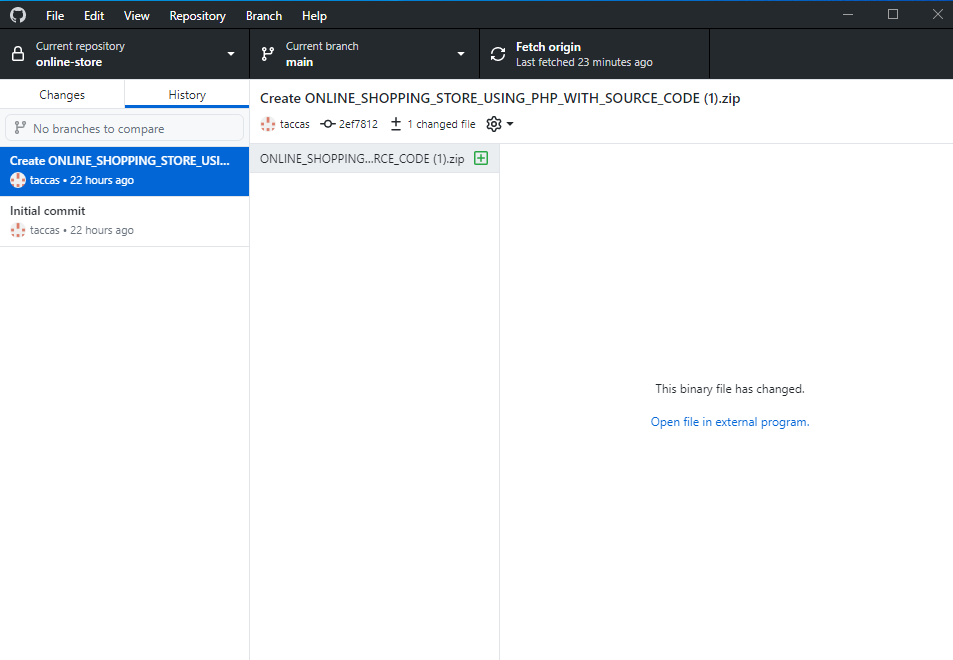 File Edit View Repository Branch Help
Current repository
online-store
Current branch
main
Fetch origin
Last fetched 23 minutes ago
Changes History
No branches to compare
Create ONLINE_SHOPPING_STORE_USI...
taccas • 22 hours ago
Initial commit
taccas • 22 hours ago
Create ONLINE_SHOPPING_STORE_USING_PHP_WITH_SOURCE_CODE (1).zip
taccas 2ef7812 1 changed file
ONLINE_SHOPPING...RCE_CODE (1).zip
This binary file has changed.
Open file in external program.